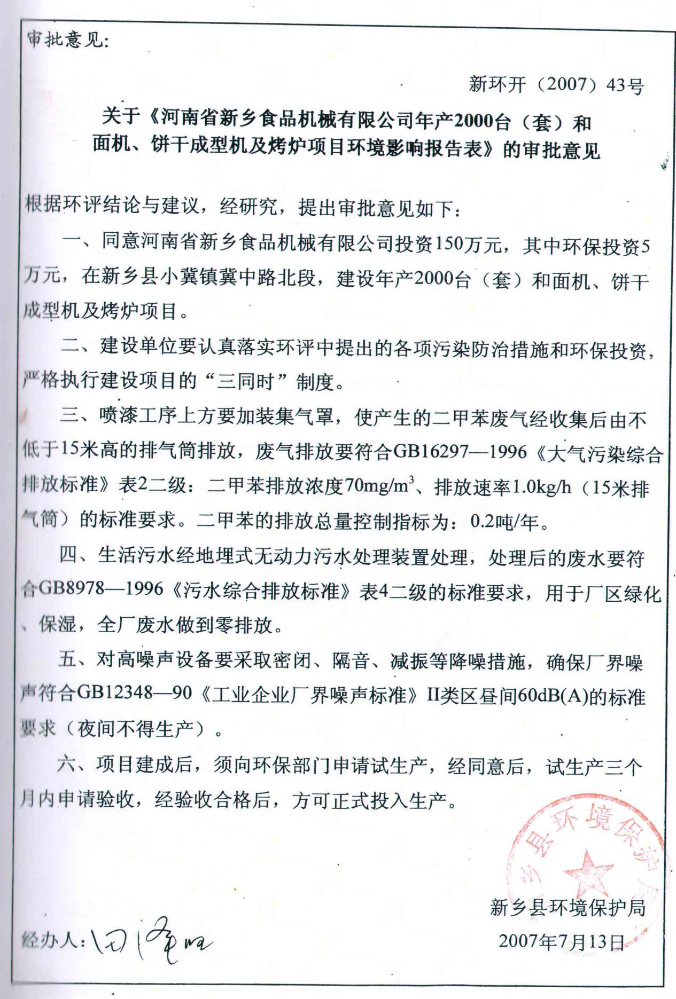 审批意见:
新环开（2007）43号
关于《河南省新乡食品机械有限公司年产2000台（套）和
面机、饼干成型机及烤炉项目环境影响报告表》的审批意见
根据环评结论与建议，经研究，提出审批意见如下：
一、同意河南省新乡食品机械有限公司投资150万元，其中环保投资5
万元，在新乡县小冀镇冀中路北段，建设年产2000台（套）和面机、饼干
成型机及烤炉项目。
二、建设单位要认真落实环评中提出的各项污染防治措施和环保投资，
严格执行建设项目的“三同时”制度。
三、喷漆工序上方要加装集气罩，使产生的二甲苯废气经收集后由不
低于15米高的排气筒排放，废气排放要符合GB16297—1996《大气污染综合
排放标准》表2二级：二甲苯排放浓度70mg/m³、排放速率1.0kg/h（15米排
气筒）的标准要求。二甲苯的排放总量控制指标为：0.2吨/年。
四、生活污水经地埋式无动力污水处理装置处理，处理后的废水要符
合GB8978—1996《污水综合排放标准》表4二级的标准要求，用于厂区绿化
、保湿，全厂废水做到零排放。
五、对高噪声设备要采取密闭、隔音、减振等降噪措施，确保厂界噪
声符合GB12348—90《工业企业厂界噪声标准》II类区昼间60dB(A)的标准
要求（夜间不得生产）。
六、项目建成后，须向环保部门申请试生产，经同意后，试生产三个
月内申请验收，经验收合格后，方可正式投入生产。
乡县环境保护局
新乡县环境保护局
经办人: 田泽旺
2007年7月13日